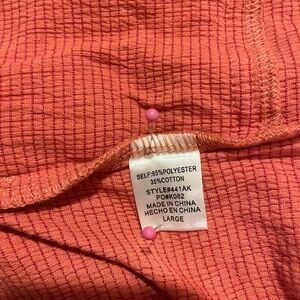 SELF:65%POLYESTER
35%COTTON
STYLE#441AK
PO#K082
MADE IN CHINA
HECHO EN CHINA
LARGE